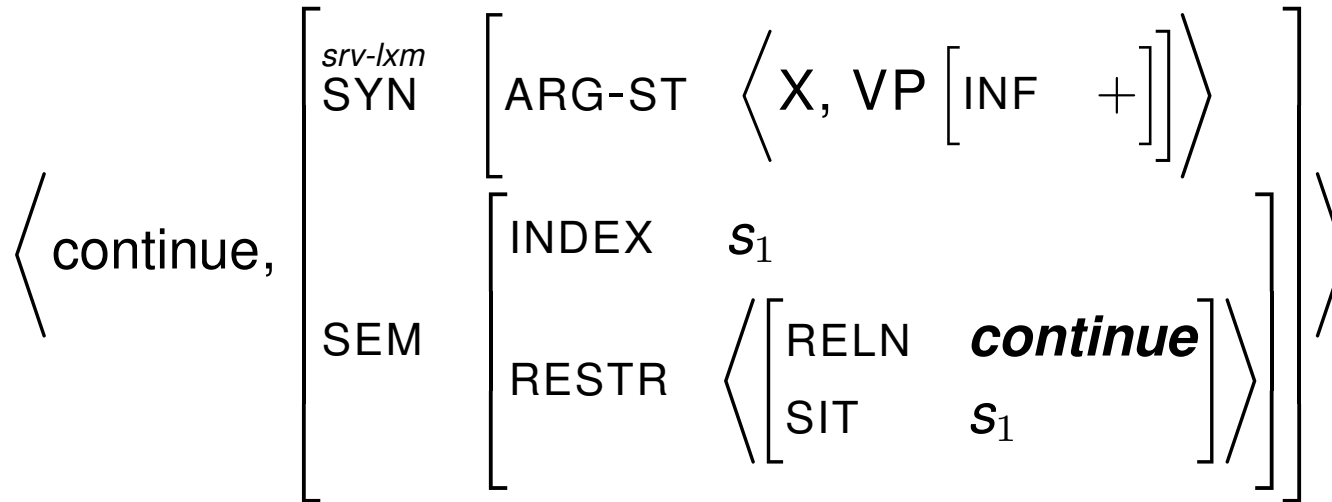 srv-lxm
SYN [ARG-ST ⟨X, VP [INF +]]⟩
⟨continue,
INDEX s₁
SEM
RELN continue
RESTR
SIT s₁